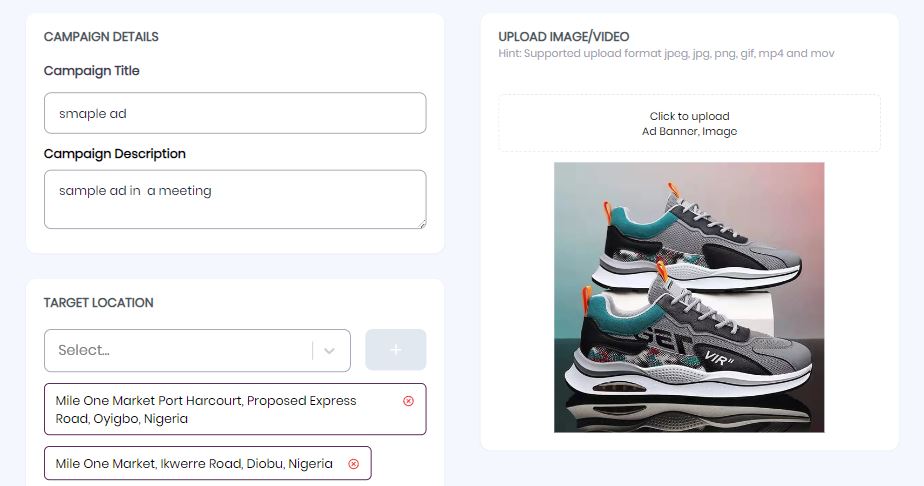 CAMPAIGN DETAILS
Campaign Title
smaple ad
Campaign Description
sample ad in  a meeting
TARGET LOCATION
Select...
+
Mile One Market Port Harcourt, Proposed Express
Road, Oyigbo, Nigeria
Mile One Market, Ikwerre Road, Diobu, Nigeria
UPLOAD IMAGE/VIDEO
Hint: Supported upload format jpeg, jpg, png, gif, mp4 and mov
Click to upload
Ad Banner, Image
VIR"